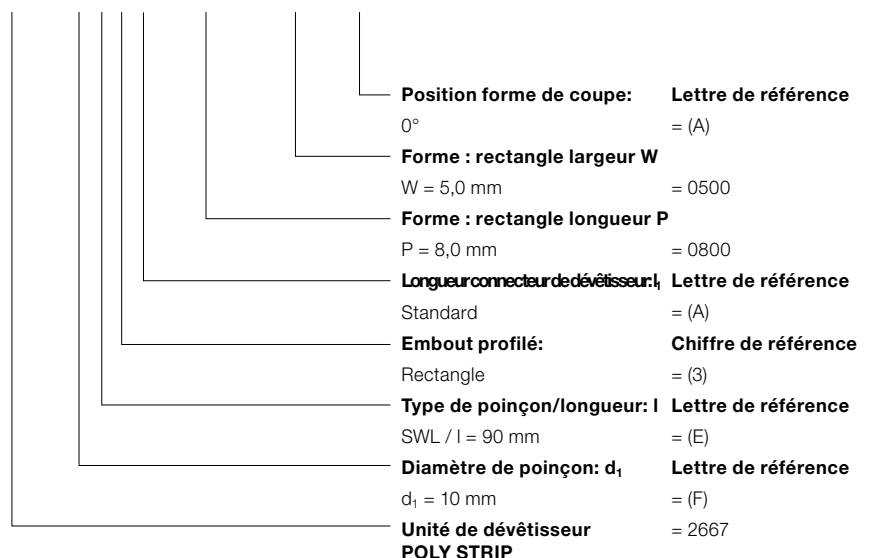 Position forme de coupe: Lettre de référence
0° = (A)
Forme : rectangle largeur W
W = 5,0 mm = 0500
Forme : rectangle longueur P
P = 8,0 mm = 0800
Longueur connecteur de dévêtisseur: l₁ Lettre de référence
Standard = (A)
Embout profilé: Chiffre de référence
Rectangle = (3)
Type de poinçon/longueur: l Lettre de référence
SWL / l = 90 mm = (E)
Diamètre de poinçon: d₁ Lettre de référence
d₁ = 10 mm = (F)
Unité de dévêtisseur = 2667
POLY STRIP